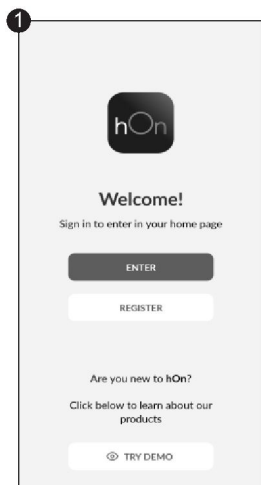 1
hOn
Welcome!
Sign in to enter in your home page
ENTER
REGISTER
Are you new to hOn?
Click below to learn about our
products
TRY DEMO